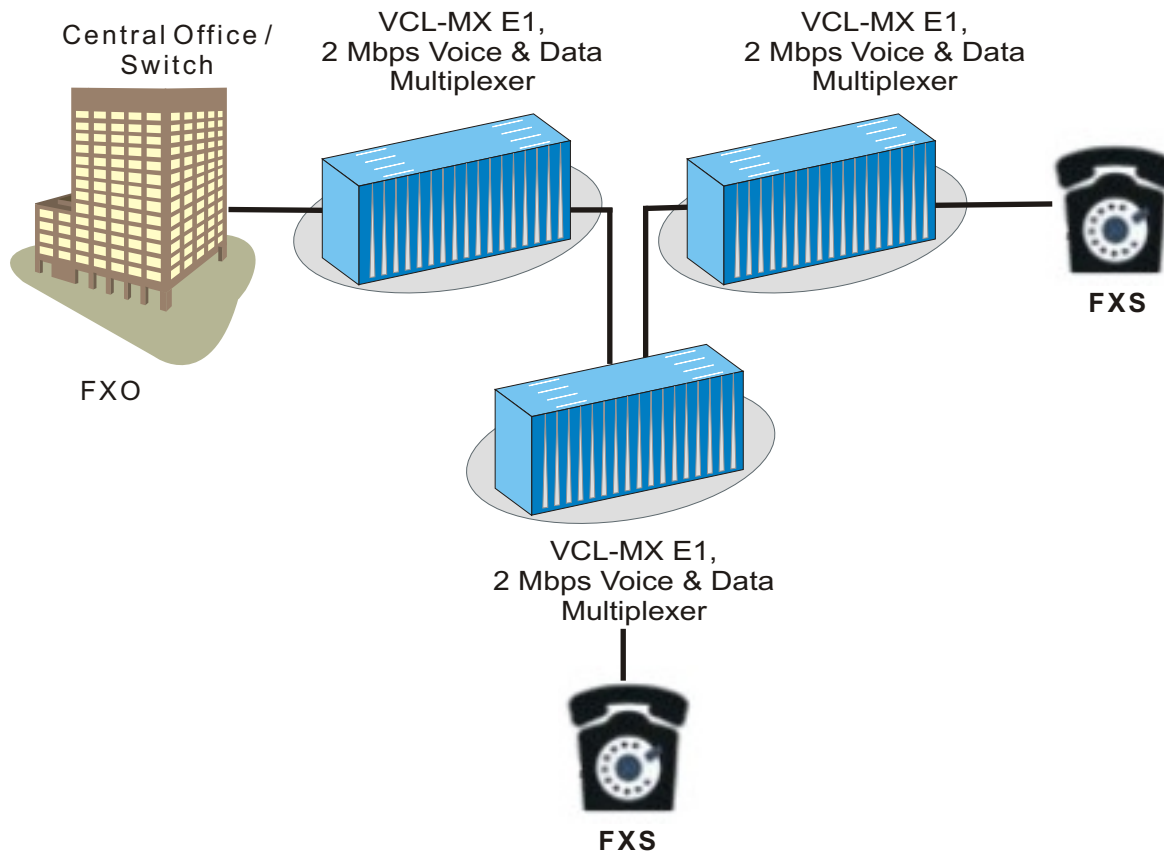 Central Office /
Switch
VCL-MX E1,
2 Mbps Voice & Data
Multiplexer
VCL-MX E1,
2 Mbps Voice & Data
Multiplexer
FXS
FXO
VCL-MX E1,
2 Mbps Voice & Data
Multiplexer
FXS